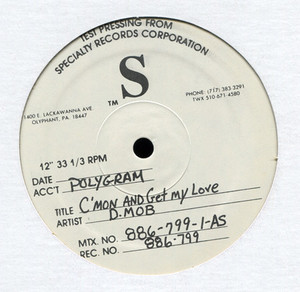 TEST PRESSING FROM
SPECIALTY RECORDS CORPORATION
S
TM
1400 E. LACKAWANNA AVE.
OLYPHANT, PA. 18447
PHONE: (717) 383-3291
TWX 510-671-4580
12" 33 1/3 RPM
DATE
ACCT POLYGRAM
TITLE C'MON AND Get my Love
ARTIST D.MOB
MTX. NO. 886-799-1-AS
REC. NO. 886-799